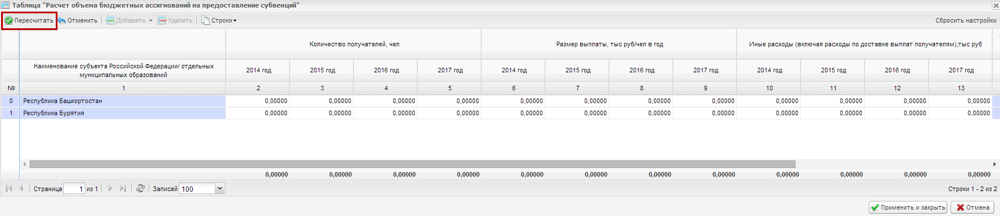 Таблица "Расчет объема бюджетных ассигнований на предоставление субвенций"
Пересчитать Отменить Добавить Удалить Строки Сбросить настройки
Количество получателей, чел Размер выплаты, тыс руб/чел в год Иные расходы (включая расходы по доставке выплат получателям),тыс руб
Наименование субъекта Российской Федерации/ отдельных муниципальных образований 2014 год 2015 год 2016 год 2017 год 2014 год 2015 год 2016 год 2017 год 2014 год 2015 год 2016 год 2017 год
№ 1 2 3 4 5 6 7 8 9 10 11 12 13
0 Республика Башкортостан 0,00000 0,00000 0,00000 0,00000 0,00000 0,00000 0,00000 0,00000 0,00000 0,00000 0,00000 0,00000
1 Республика Бурятия 0,00000 0,00000 0,00000 0,00000 0,00000 0,00000 0,00000 0,00000 0,00000 0,00000 0,00000 0,00000
0,00000 0,00000 0,00000 0,00000 0,00000 0,00000 0,00000 0,00000 0,00000 0,00000 0,00000 0,00000
Страница 1 из 1 Записей 100 Строки 1 - 2 из 2
Применить и закрыть Отмена